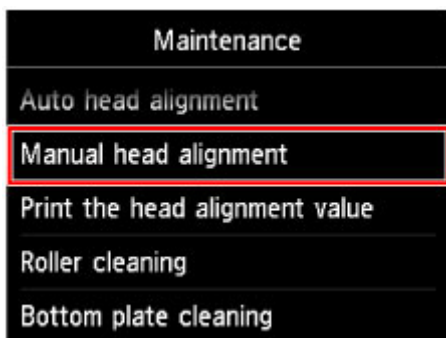 Maintenance
Auto head alignment
Manual head alignment
Print the head alignment value
Roller cleaning
Bottom plate cleaning